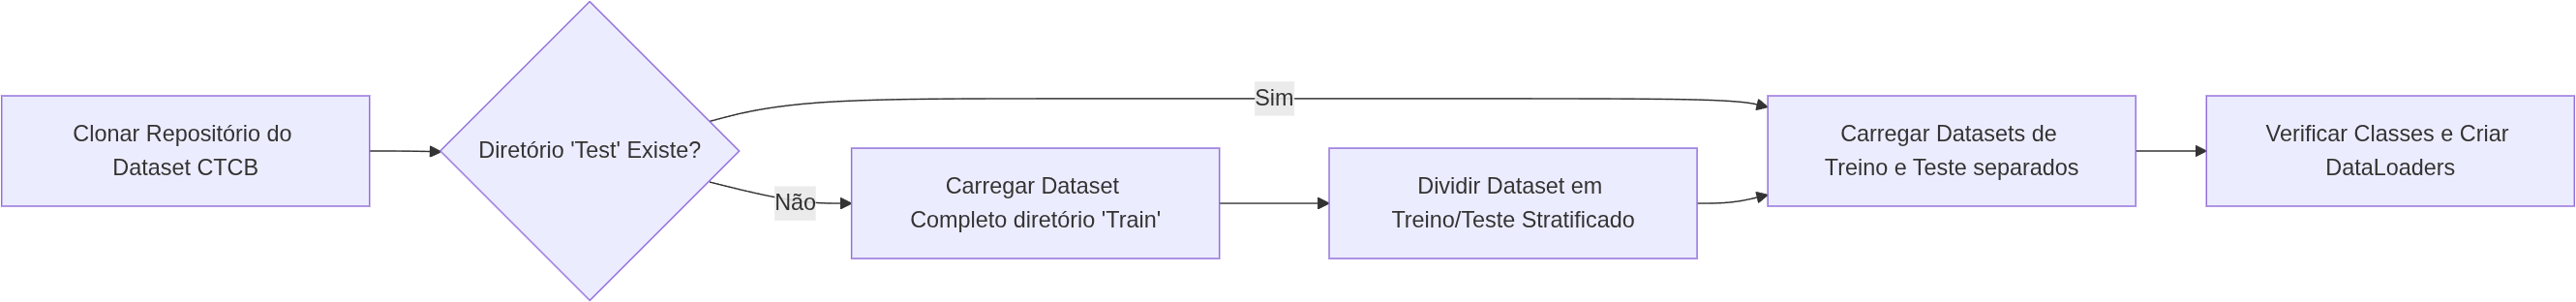 Clonar Repositório do
Dataset CTCB
Diretório 'Test' Existe?
Sim
Não
Carregar Dataset
Completo diretório 'Train'
Dividir Dataset em
Treino/Teste Stratificado
Carregar Datasets de
Treino e Teste separados
Verificar Classes e Criar
DataLoaders